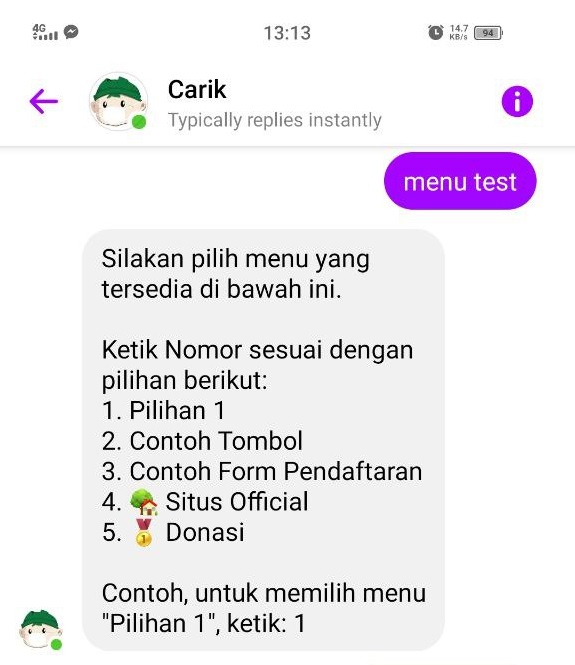 4G
13:13
14.7
KB/s
94
Carik
Typically replies instantly
menu test
Silakan pilih menu yang
tersedia di bawah ini.
Ketik Nomor sesuai dengan
pilihan berikut:
1. Pilihan 1
2. Contoh Tombol
3. Contoh Form Pendaftaran
4. 🏡 Situs Official
5. 🏅 Donasi
Contoh, untuk memilih menu
"Pilihan 1", ketik: 1